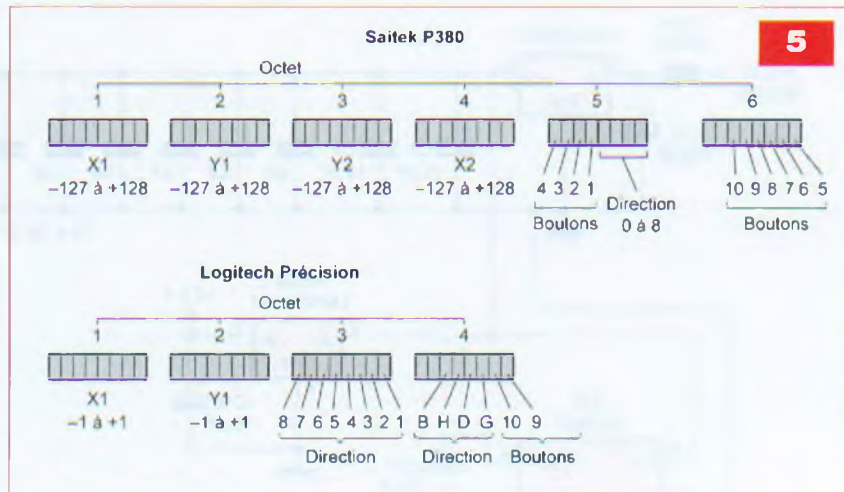 5
Saitek P380
Octet
1 2 3 4 5 6
X1 Y1 Y2 X2
–127 à +128 –127 à +128 –127 à +128 –127 à +128
4 3 2 1 Direction 10 9 8 7 6 5
Boutons 0 à 8 Boutons
Logitech Précision
Octet
1 2 3 4
X1 Y1
–1 à +1 –1 à +1
8 7 6 5 4 3 2 1 B H D G 10 9
Direction Direction Boutons